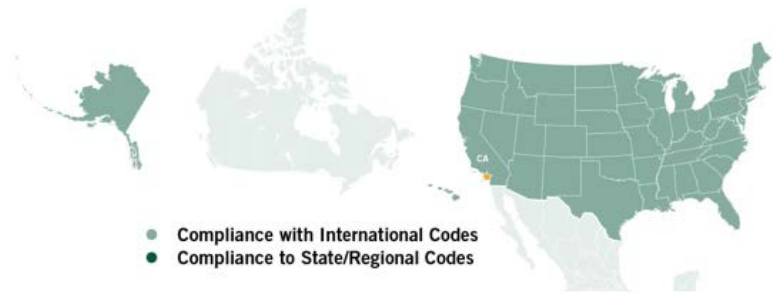 CA
Compliance with International Codes
Compliance to State/Regional Codes